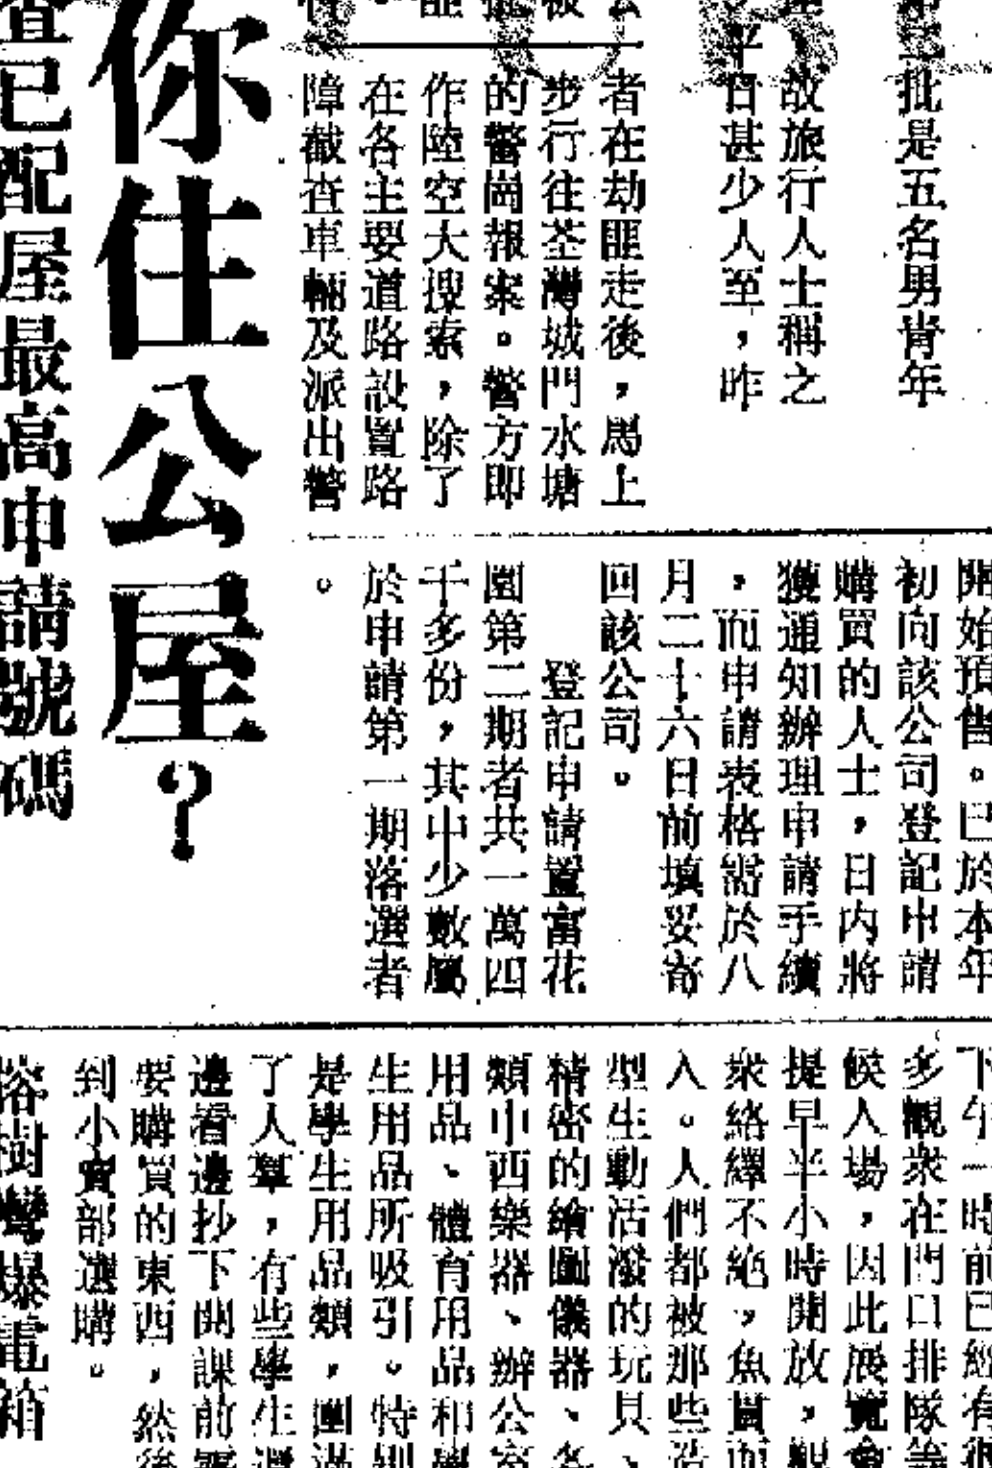 批是五名男青年
故旅行人士稱之
平日甚少人至，昨
者在劫匪走後，馬上
步行往荃灣城門水塘
的警崗報案。警方即
作陸空大搜索，除了
在各主要道路設置路
障截查車輛及派出警
開始預售。已於本年
初向該公司登記申請
購買的人士，日內將
獲通知辦理申請手續
，而申請表格需於八
月二十六日前填妥寄
回該公司。
登記申請置富花
園第二期者共一萬四
千多份，其中少數屬
於申請第一期落選者
。
下午一時前已經有很
多觀衆在門口排隊等
候入場，因此展覽會
提早半小時開放，觀
衆絡繹不絕，魚貫而
入。人們都被那些造
型生動活潑的玩具、
精密的繪圖儀器、各
類中西樂器、辦公室
用品、體育用品和學
生用品所吸引。特別
是學生用品類，圍滿
了人羣，有些學生還
邊看邊抄下開課前需
要購買的東西，然後
到小賣部選購。
你住公屋？
已配屋最高申請號碼
榕樹灣爆電箱